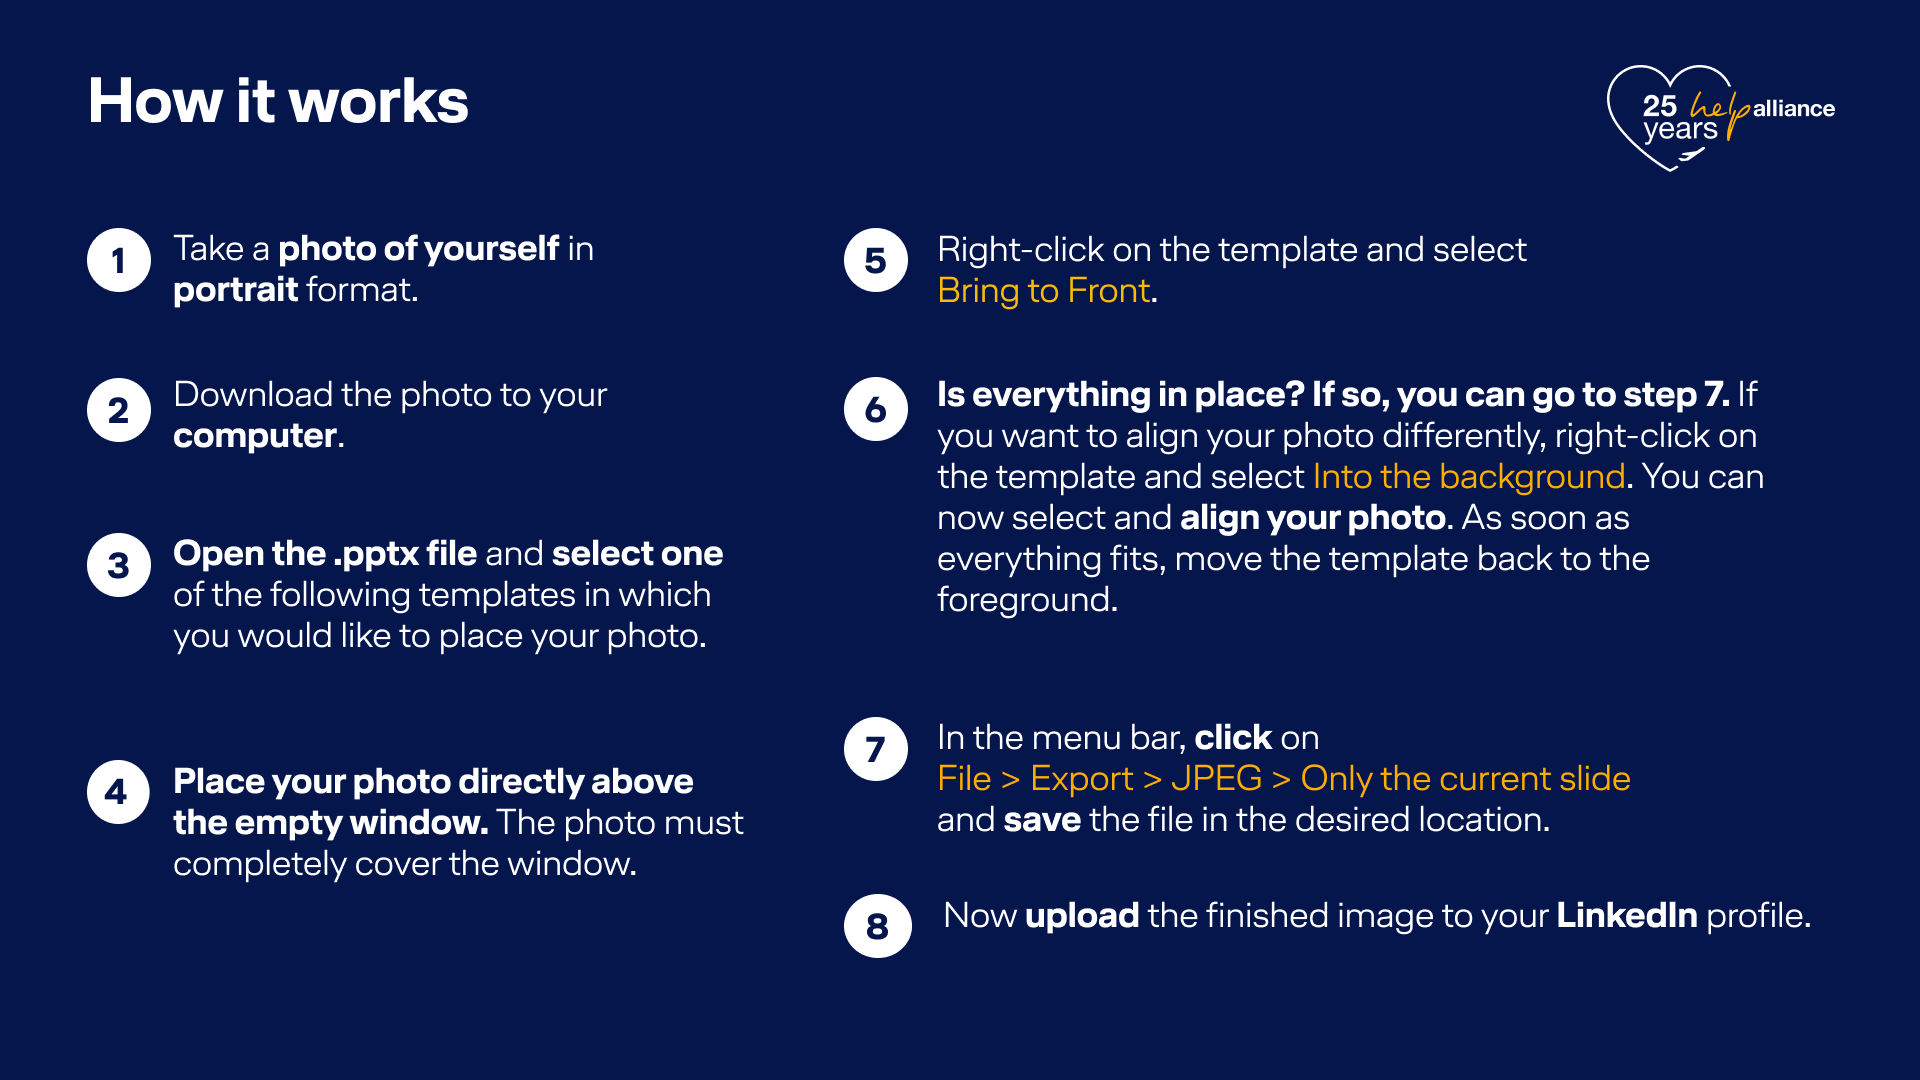 How it works
25 years help alliance
1
Take a photo of yourself in
portrait format.
2
Download the photo to your
computer.
3
Open the .pptx file and select one
of the following templates in which
you would like to place your photo.
4
Place your photo directly above
the empty window. The photo must
completely cover the window.
5
Right-click on the template and select
Bring to Front.
6
Is everything in place? If so, you can go to step 7. If
you want to align your photo differently, right-click on
the template and select Into the background. You can
now select and align your photo. As soon as
everything fits, move the template back to the
foreground.
7
In the menu bar, click on
File > Export > JPEG > Only the current slide
and save the file in the desired location.
8
Now upload the finished image to your LinkedIn profile.